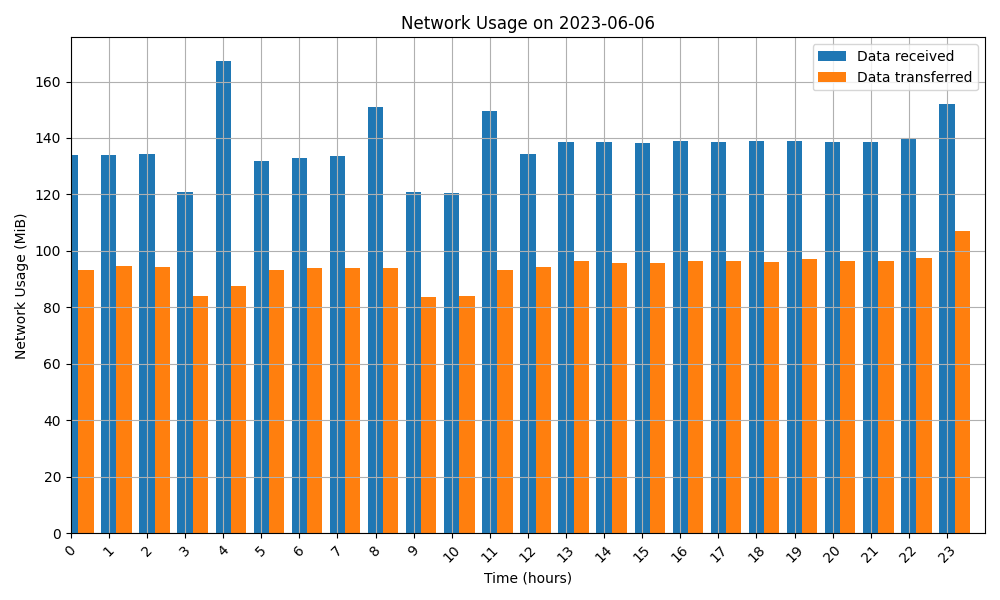 Network Usage on 2023-06-06
Data received
Data transferred
Network Usage (MiB)
160
140
120
100
80
60
40
20
0
0 1 2 3 4 5 6 7 8 9 10 11 12 13 14 15 16 17 18 19 20 21 22 23
Time (hours)